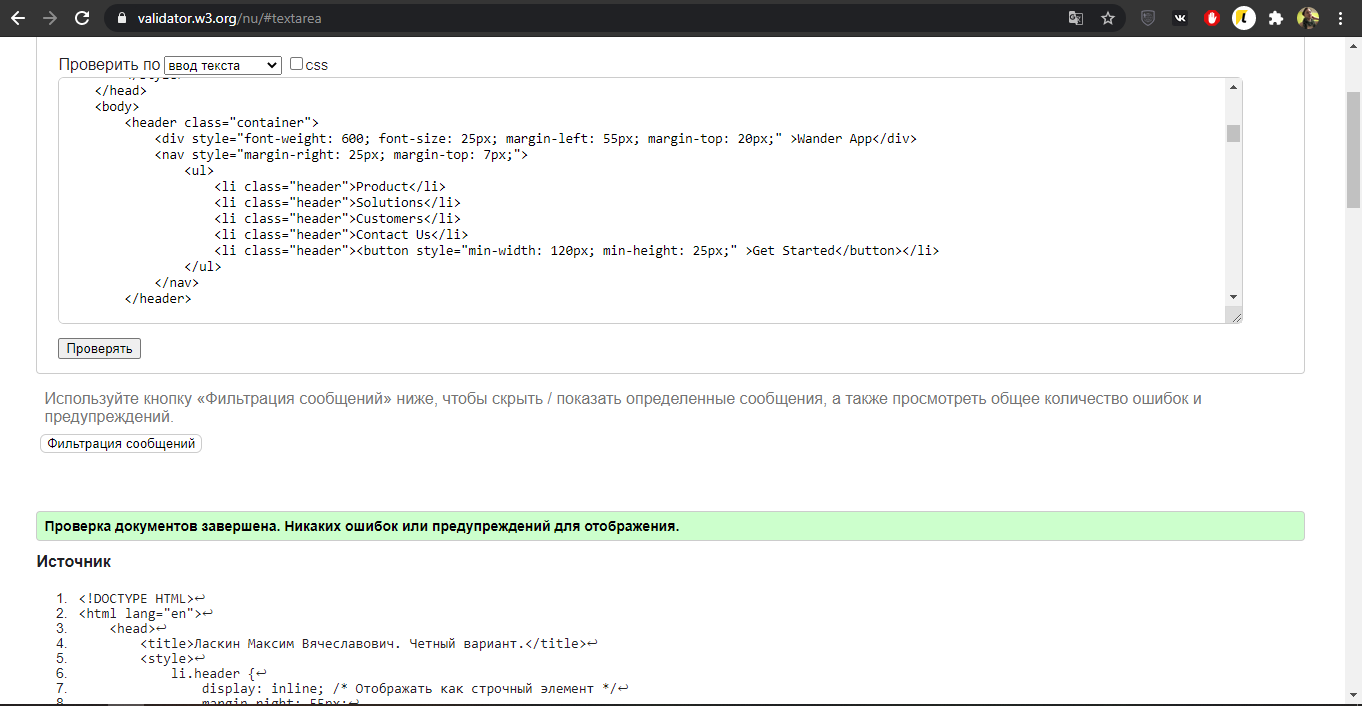 validator.w3.org/nu/#textarea
Проверить по ввод текста css
</head>
<body>
<header class="container">
<div style="font-weight: 600; font-size: 25px; margin-left: 55px; margin-top: 20px;" >Wander App</div>
<nav style="margin-right: 25px; margin-top: 7px;">
<ul>
<li class="header">Product</li>
<li class="header">Solutions</li>
<li class="header">Customers</li>
<li class="header">Contact Us</li>
<li class="header"><button style="min-width: 120px; min-height: 25px;" >Get Started</button></li>
</ul>
</nav>
</header>
Проверять
Используйте кнопку «Фильтрация сообщений» ниже, чтобы скрыть / показать определенные сообщения, а также просмотреть общее количество ошибок и
предупреждений.
Фильтрация сообщений
Проверка документов завершена. Никаких ошибок или предупреждений для отображения.
Источник
1. <!DOCTYPE HTML>↩
2. <html lang="en">↩
3. <head>↩
4. <title>Ласкин Максим Вячеславович. Четный вариант.</title>↩
5. <style>↩
6. li.header {↩
7. display: inline; /* Отображать как строчный элемент */↩
8. margin-right: 55px;↩